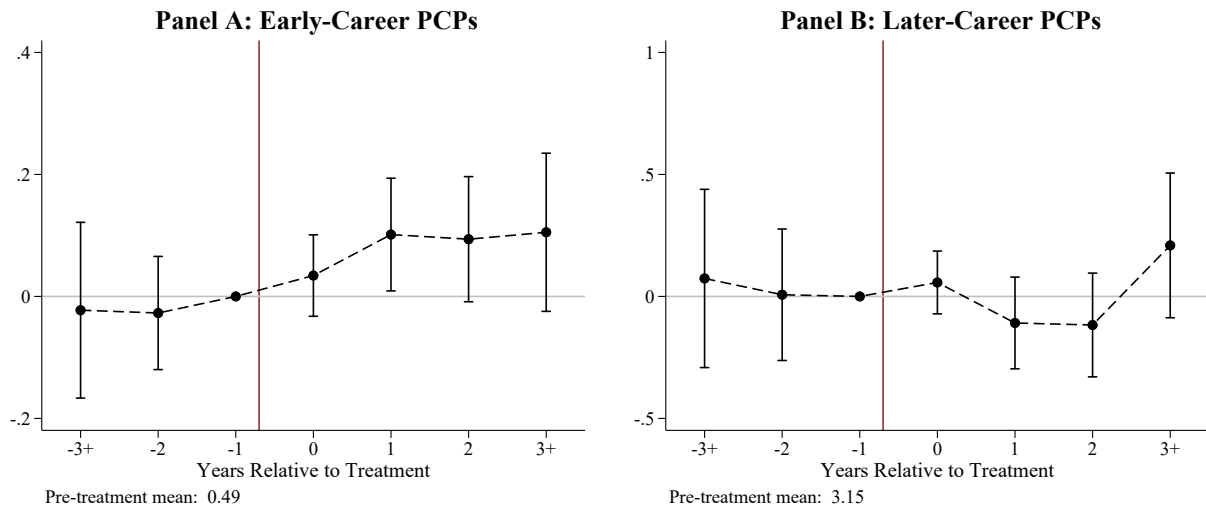 Panel A: Early-Career PCPs
.4
.2
0
-.2
-3+ -2 -1 0 1 2 3+
Years Relative to Treatment
Pre-treatment mean: 0.49
Panel B: Later-Career PCPs
1
.5
0
-.5
-3+ -2 -1 0 1 2 3+
Years Relative to Treatment
Pre-treatment mean: 3.15